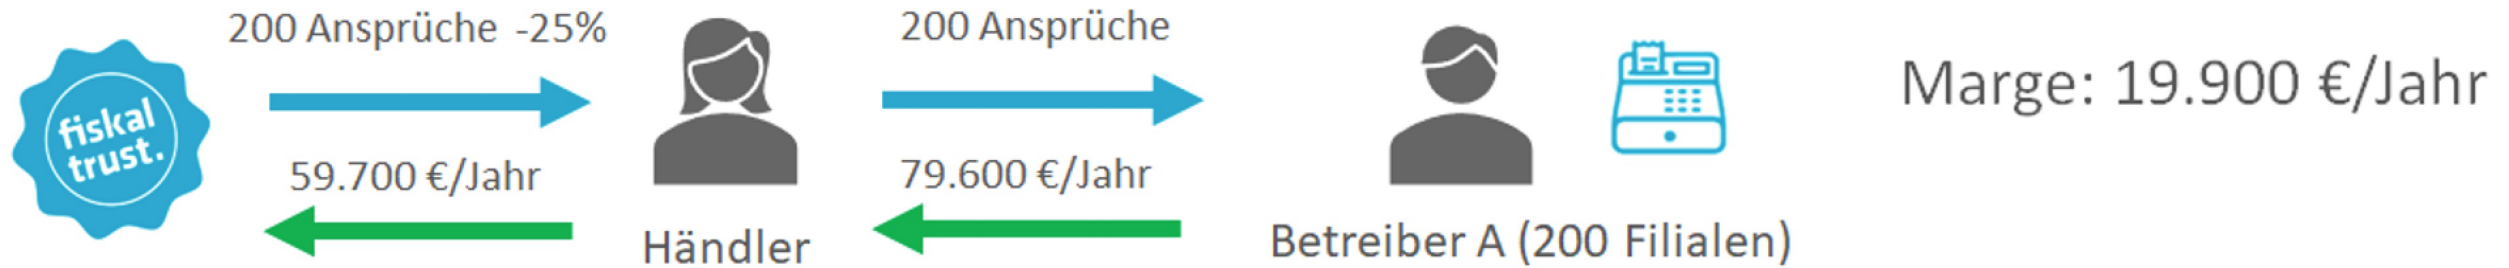 200 Ansprüche -25%
200 Ansprüche
Marge: 19.900 €/Jahr
fiskal
trust.
59.700 €/Jahr
79.600 €/Jahr
Händler
Betreiber A (200 Filialen)